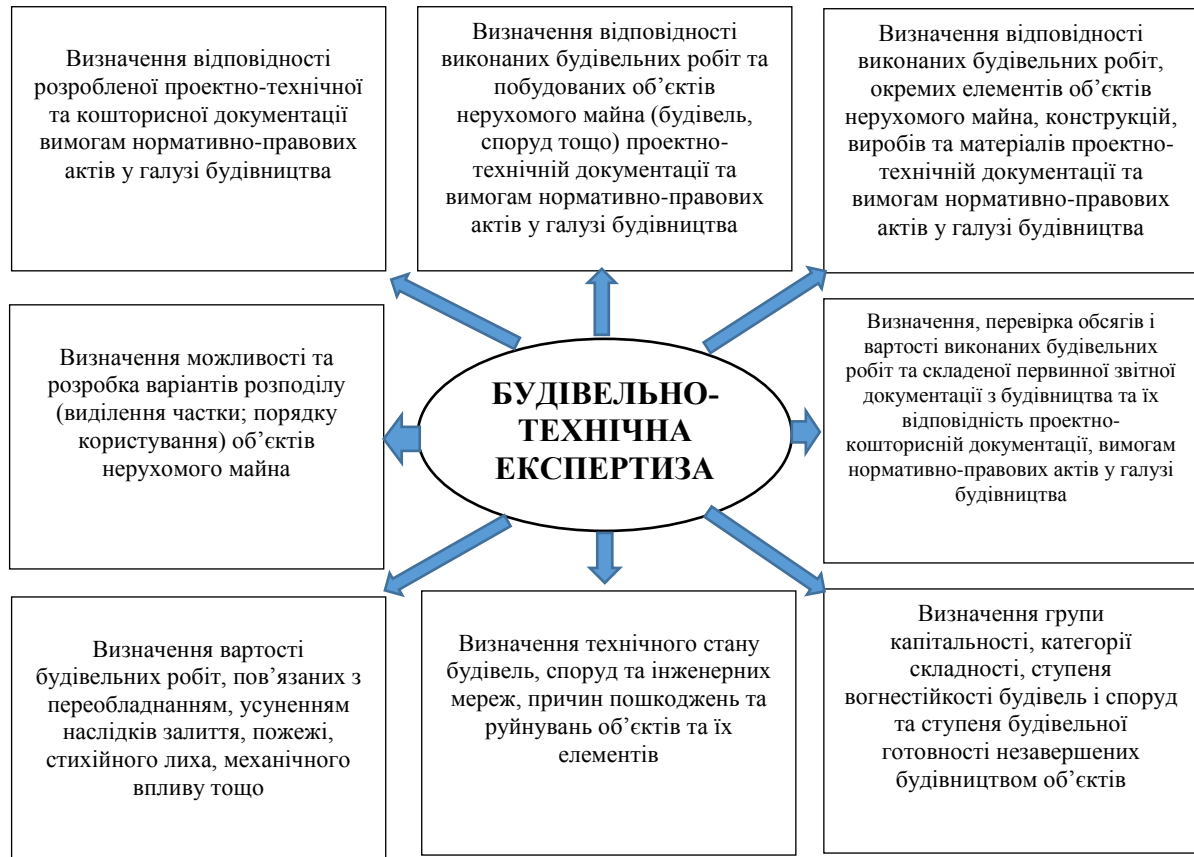 Визначення відповідності
розробленої проектно-технічної
та кошторисної документації
вимогам нормативно-правових
актів у галузі будівництва
Визначення відповідності
виконаних будівельних робіт та
побудованих об’єктів
нерухомого майна (будівель,
споруд тощо) проектно-
технічній документації та
вимогам нормативно-правових
актів у галузі будівництва
Визначення відповідності
виконаних будівельних робіт,
окремих елементів об’єктів
нерухомого майна, конструкцій,
виробів та матеріалів проектно-
технічній документації та
вимогам нормативно-правових
актів у галузі будівництва
Визначення можливості та
розробка варіантів розподілу
(виділення частки; порядку
користування) об’єктів
нерухомого майна
БУДІВЕЛЬНО-
ТЕХНІЧНА
ЕКСПЕРТИЗА
Визначення, перевірка обсягів і
вартості виконаних будівельних
робіт та складеної первинної звітної
документації з будівництва та їх
відповідність проектно-
кошторисній документації, вимогам
нормативно-правових актів у галузі
будівництва
Визначення вартості
будівельних робіт, пов’язаних з
переобладнанням, усуненням
наслідків залиття, пожежі,
стихійного лиха, механічного
впливу тощо
Визначення технічного стану
будівель, споруд та інженерних
мереж, причин пошкоджень та
руйнувань об’єктів та їх
елементів
Визначення групи
капітальності, категорії
складності, ступеня
вогнестійкості будівель і споруд
та ступеня будівельної
готовності незавершених
будівництвом об’єктів